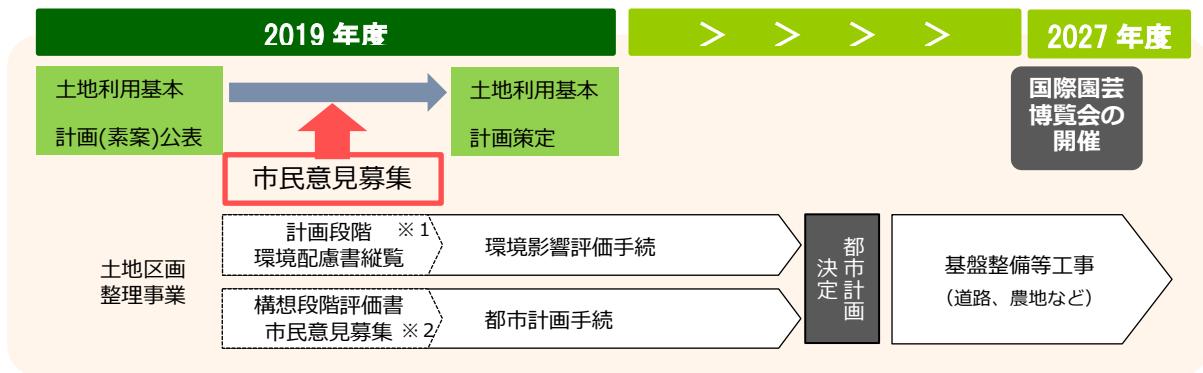 2019 年度
＞ ＞ ＞ ＞
2027 年度
土地利用基本
計画(素案)公表
土地利用基本
計画策定
国際園芸
博覧会の
開催
市民意見募集
土地区画
整理事業
計画段階 ※1
環境配慮書縦覧
環境影響評価手続
構想段階評価書
市民意見募集 ※2
都市計画手続
都市計画
決定
基盤整備等工事
（道路、農地など）